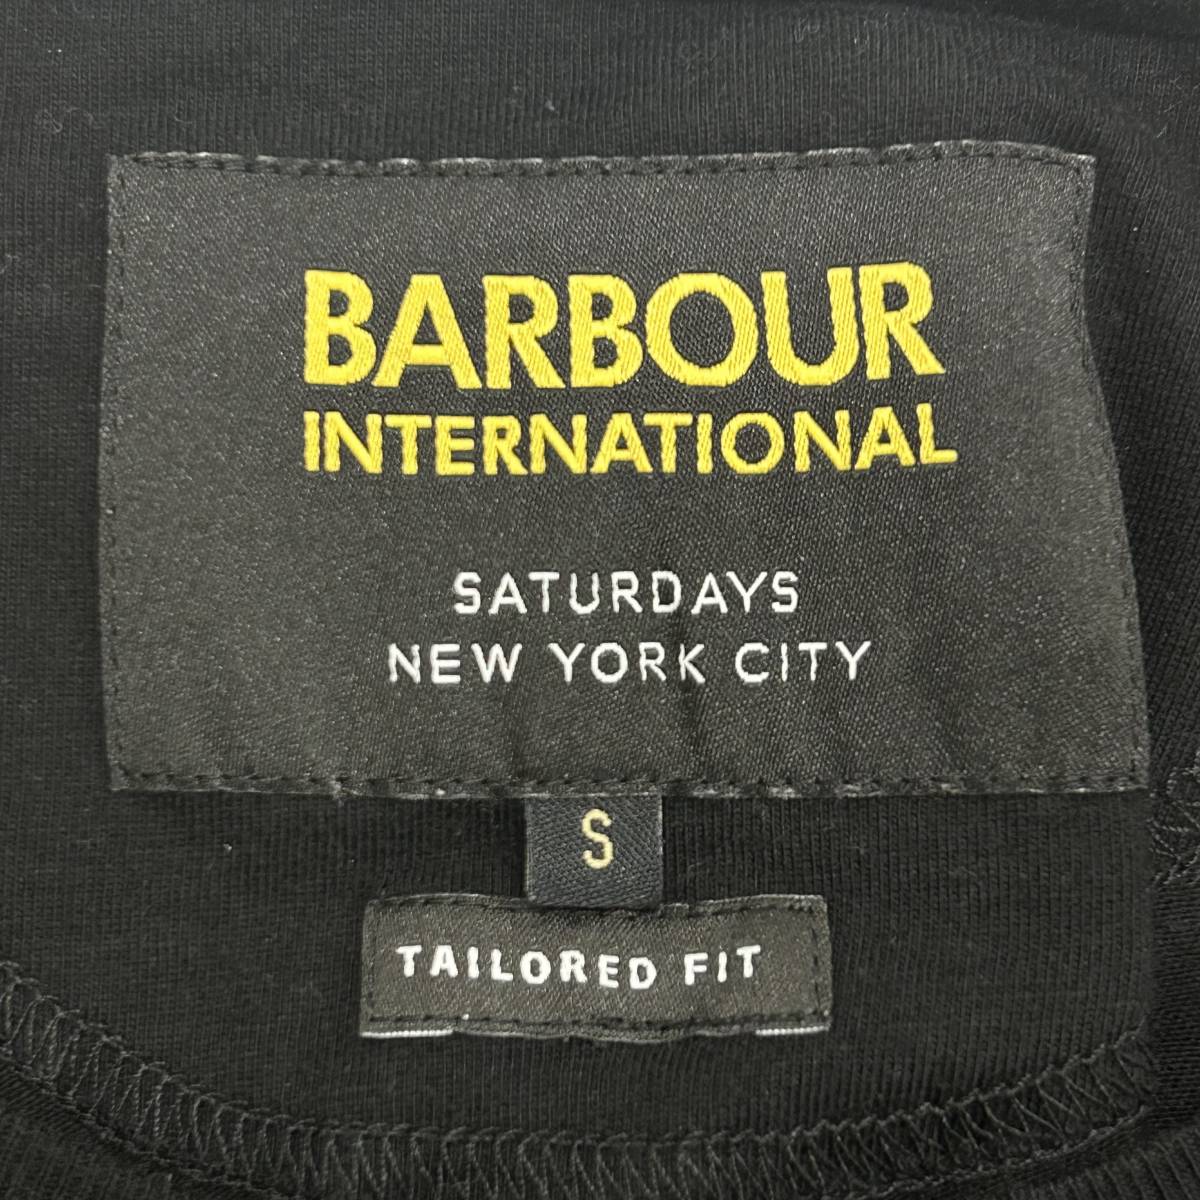 BARBOUR
INTERNATIONAL
SATURDAYS
NEW YORK CITY
S
TAILORED FIT